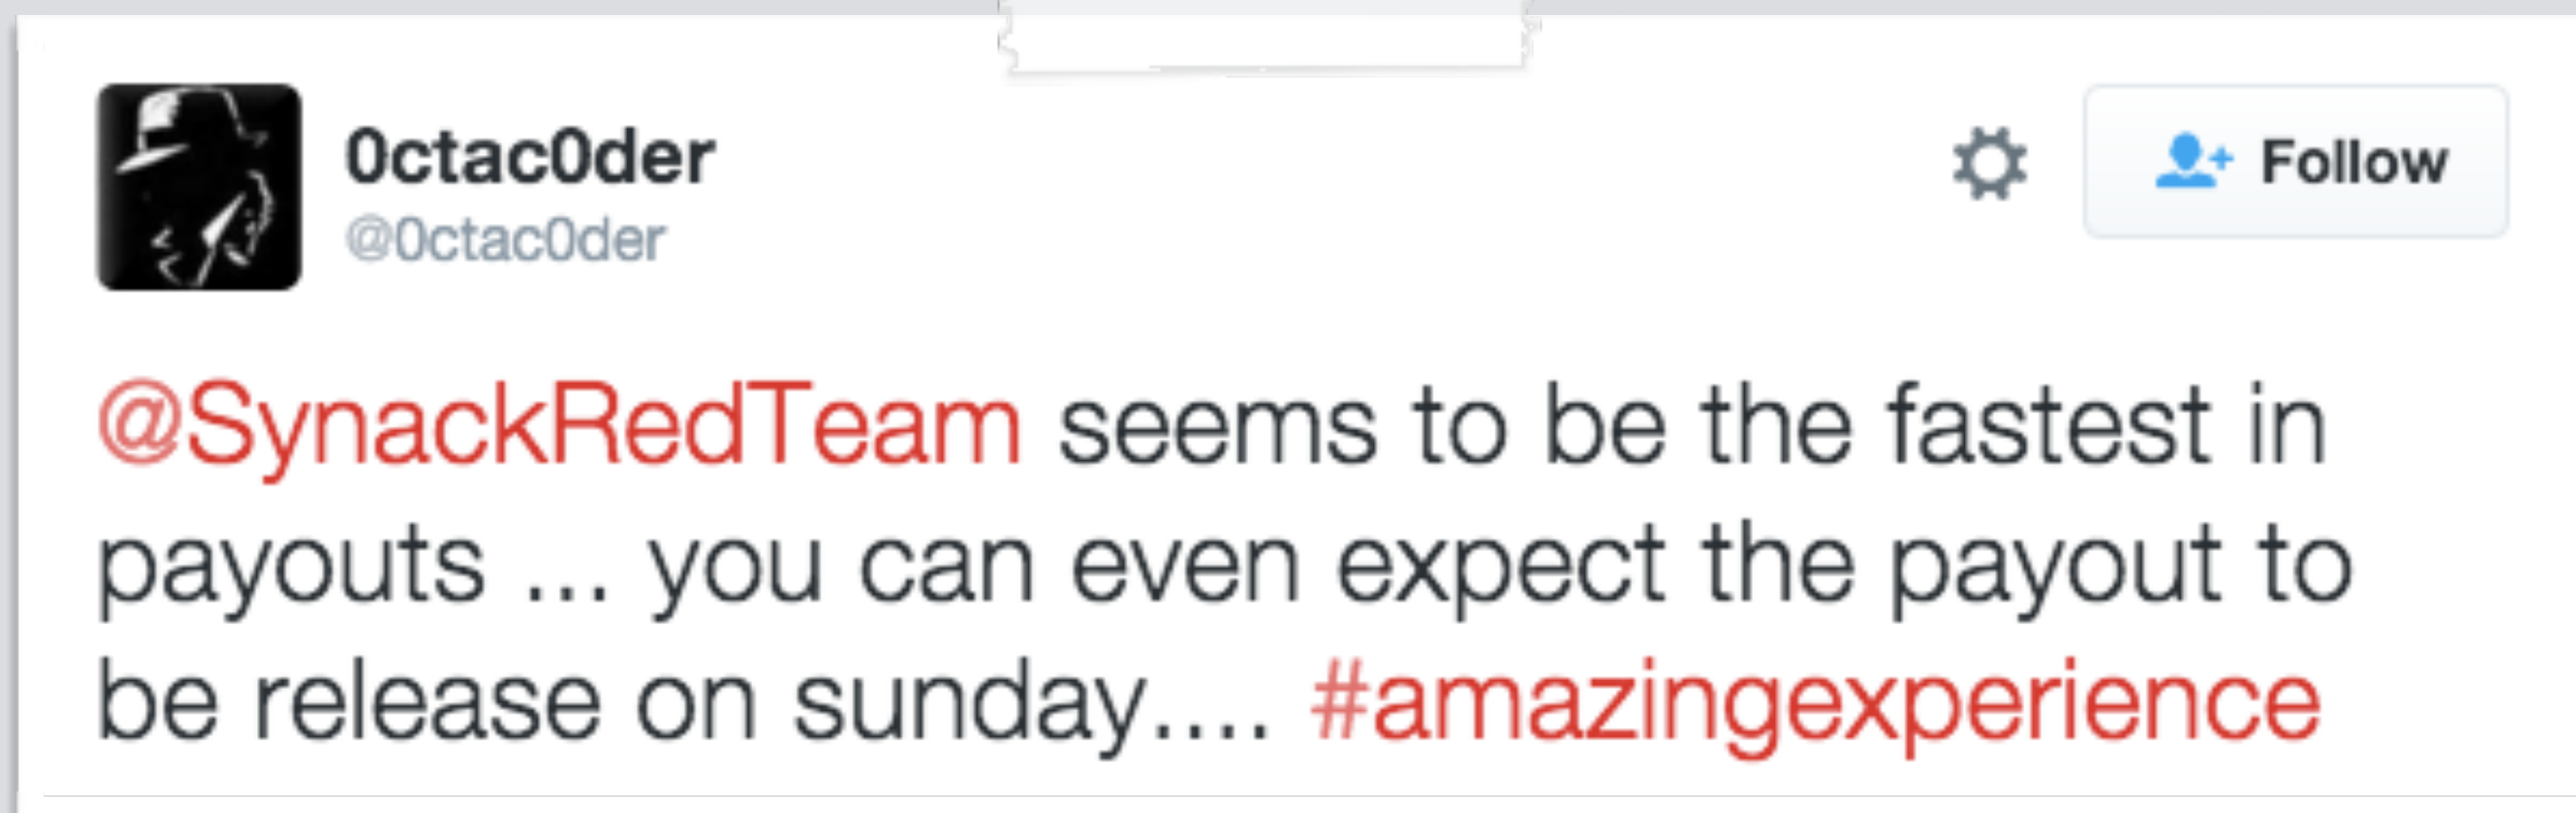 0ctac0der
@0ctac0der
Follow
@SynackRedTeam seems to be the fastest in
payouts ... you can even expect the payout to
be release on sunday.... #amazingexperience